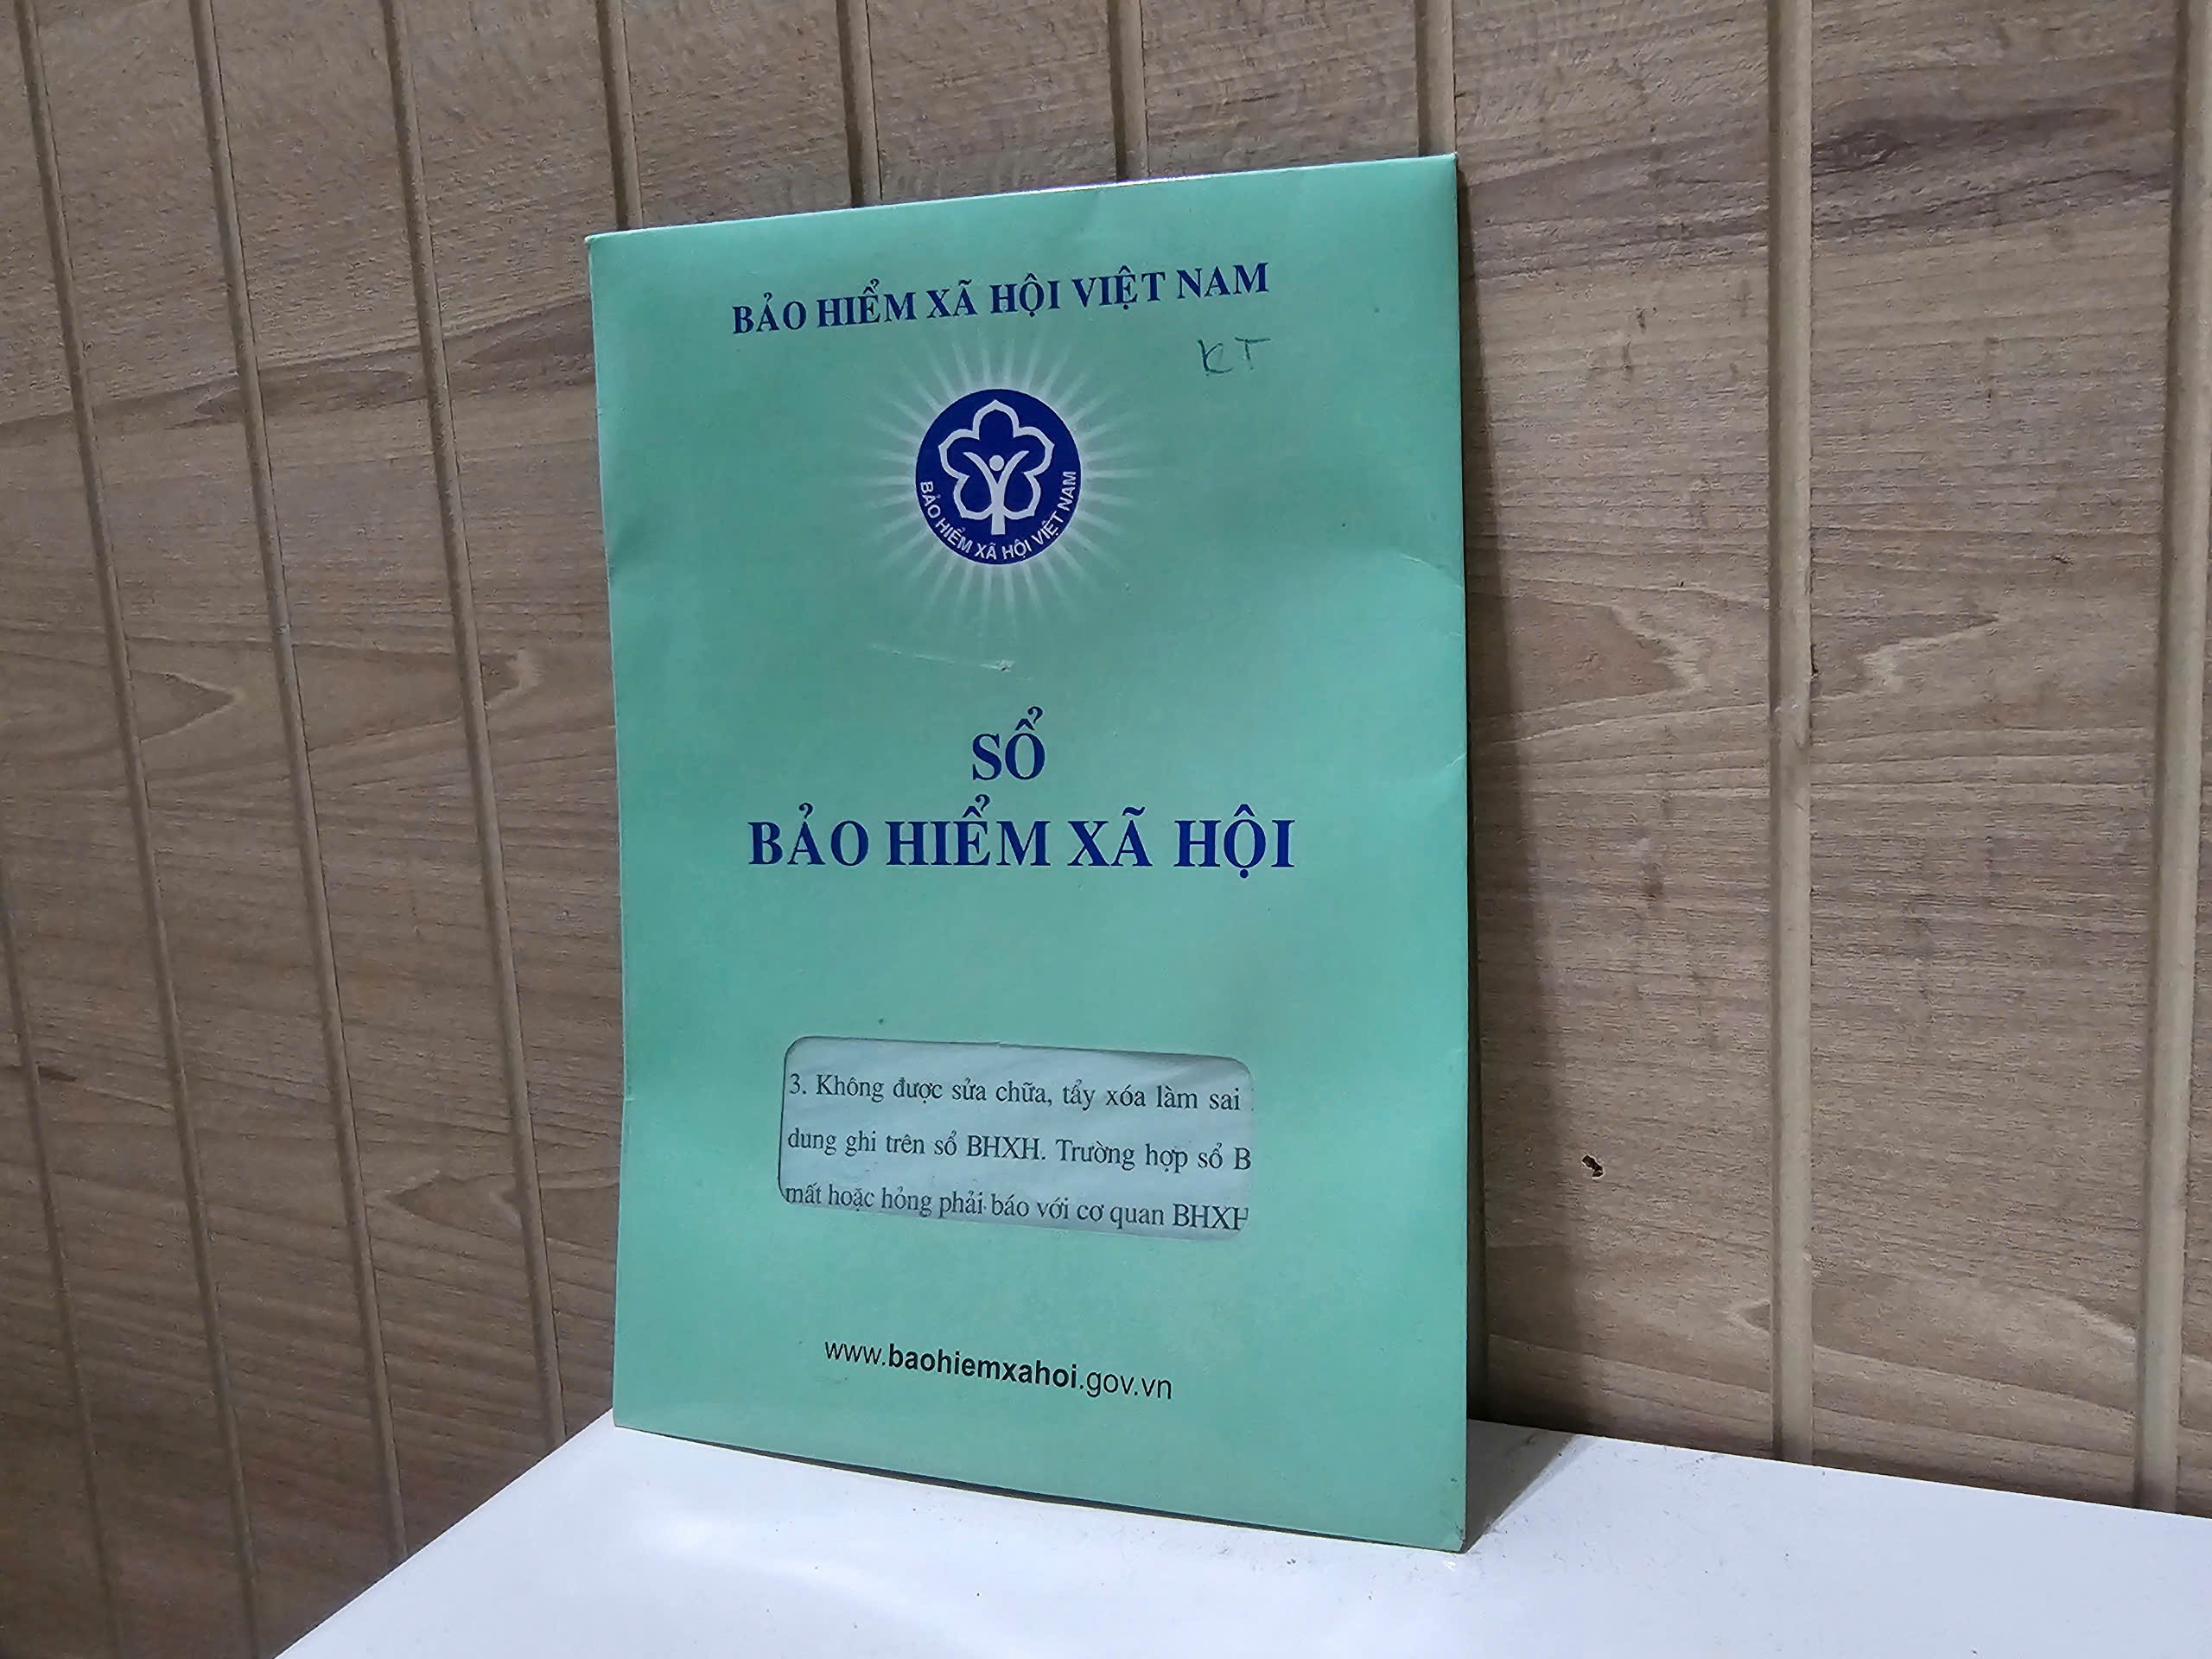 BẢO HIỂM XÃ HỘI VIỆT NAM
KT
BẢO HIỂM XÃ HỘI VIỆT NAM
SỔ
BẢO HIỂM XÃ HỘI
3. Không được sửa chữa, tẩy xóa làm sai
dung ghi trên sổ BHXH. Trường hợp sổ B
mất hoặc hỏng phải báo với cơ quan BHXH
www.baohiemxahoi.gov.vn